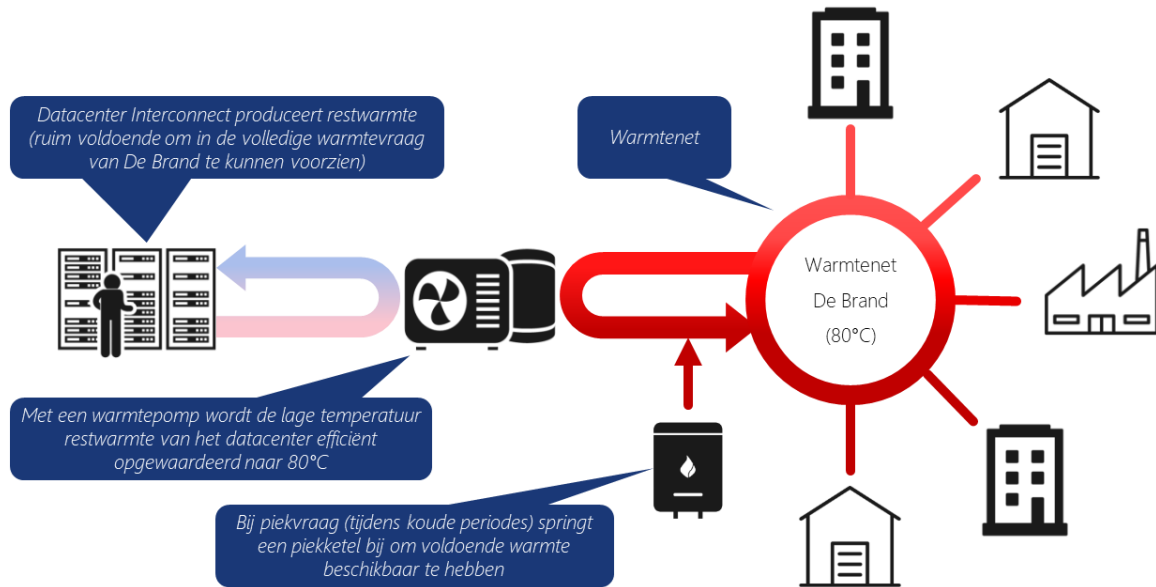 Datacenter Interconnect produceert restwarmte
(ruim voldoende om in de volledige warmtevraag
van De Brand te kunnen voorzien)
Warmtenet
Warmtenet
De Brand
(80°C)
Met een warmtepomp wordt de lage temperatuur
restwarmte van het datacenter efficiënt
opgewaardeerd naar 80°C
Bij piekvraag (tijdens koude periodes) springt
een piekketel bij om voldoende warmte
beschikbaar te hebben